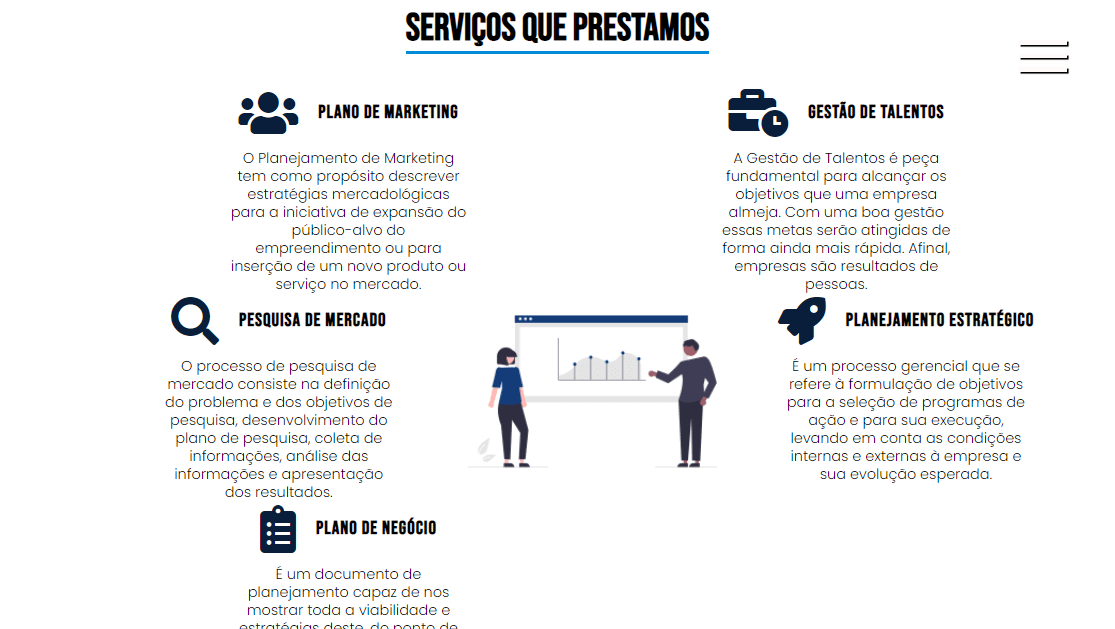 SERVIÇOS QUE PRESTAMOS
PLANO DE MARKETING
O Planejamento de Marketing
tem como propósito descrever
estratégias mercadológicas
para a iniciativa de expansão do
público-alvo do
empreendimento ou para
inserção de um novo produto ou
serviço no mercado.
GESTÃO DE TALENTOS
A Gestão de Talentos é peça
fundamental para alcançar os
objetivos que uma empresa
almeja. Com uma boa gestão
essas metas serão atingidas de
forma ainda mais rápida. Afinal,
empresas são resultados de
pessoas.
PESQUISA DE MERCADO
O processo de pesquisa de
mercado consiste na definição
do problema e dos objetivos de
pesquisa, desenvolvimento do
plano de pesquisa, coleta de
informações, análise das
informações e apresentação
dos resultados.
PLANEJAMENTO ESTRATÉGICO
É um processo gerencial que se
refere à formulação de objetivos
para a seleção de programas de
ação e para sua execução,
levando em conta as condições
internas e externas à empresa e
sua evolução esperada.
PLANO DE NEGÓCIO
É um documento de
planejamento capaz de nos
mostrar toda a viabilidade e
estratégias deste, do ponto de